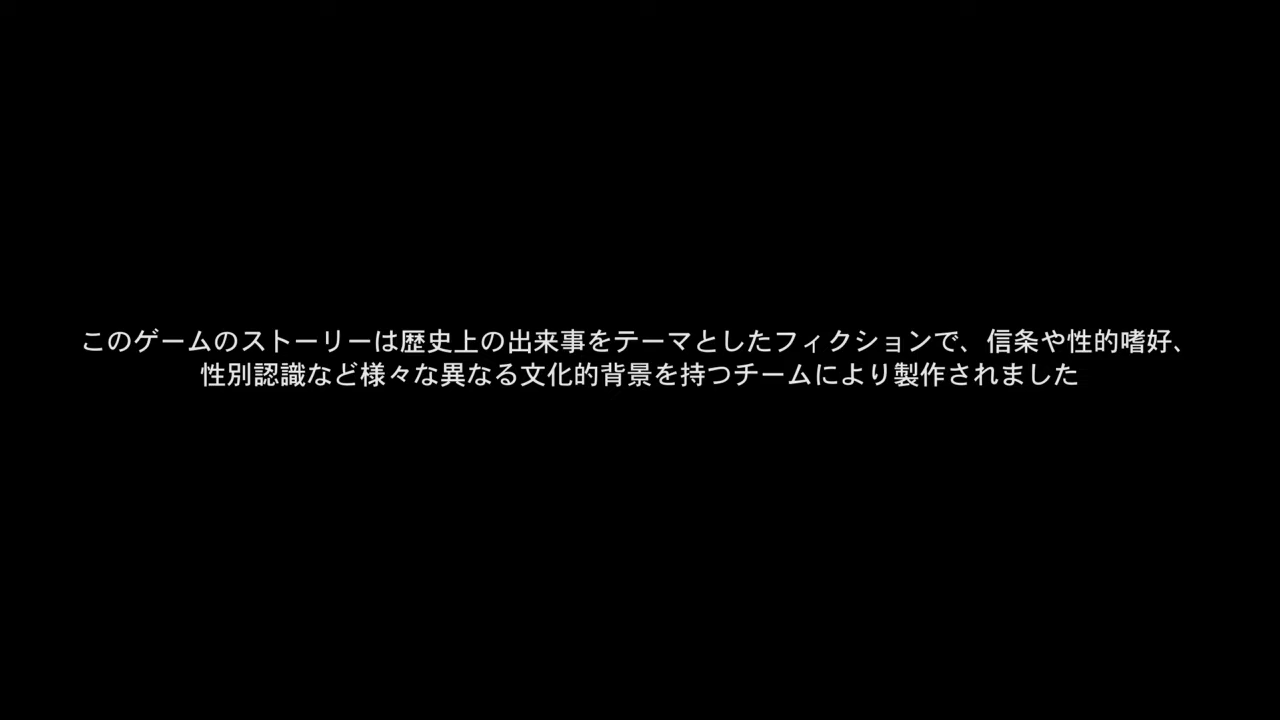 このゲームのストーリーは歴史上の出来事をテーマとしたフィクションで、信条や性的嗜好、
性別認識など様々な異なる文化的背景を持つチームにより製作されました